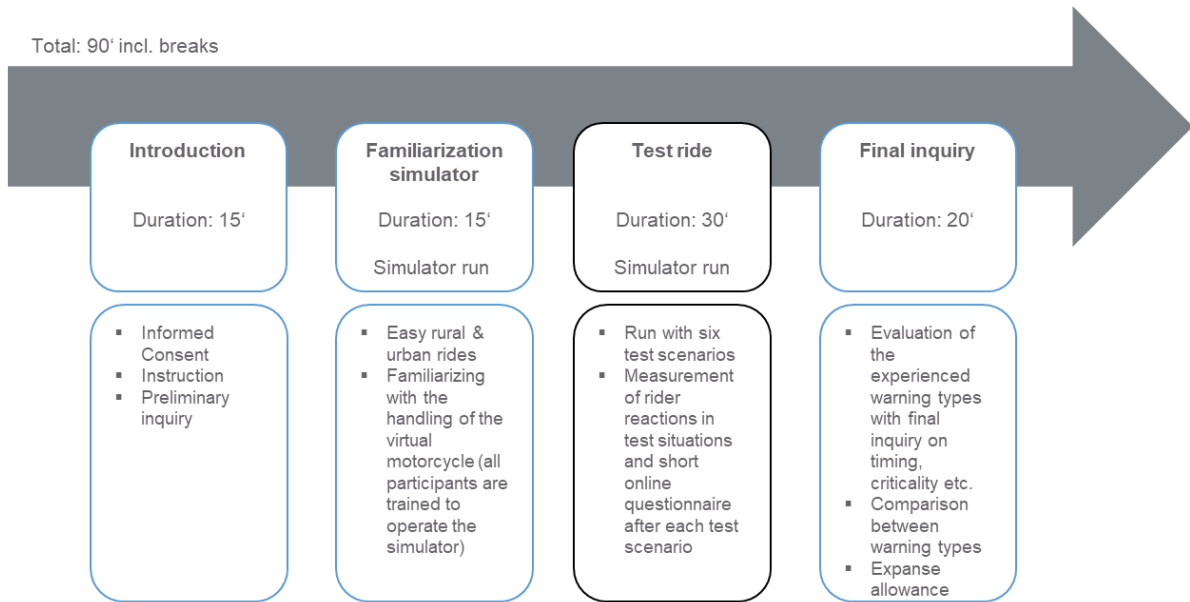 Total: 90‘ incl. breaks
Introduction
Duration: 15‘
▪ Informed
Consent
▪ Instruction
▪ Preliminary
inquiry
Familiarization
simulator
Duration: 15‘
Simulator run
▪ Easy rural &
urban rides
▪ Familiarizing
with the
handling of the
virtual
motorcycle (all
participants are
trained to
operate the
simulator)
Test ride
Duration: 30‘
Simulator run
▪ Run with six
test scenarios
▪ Measurement
of rider
reactions in
test situations
and short
online
questionnaire
after each test
scenario
Final inquiry
Duration: 20‘
▪ Evaluation of
the
experienced
warning types
with final
inquiry on
timing,
criticality etc.
▪ Comparison
between
warning types
▪ Expanse
allowance